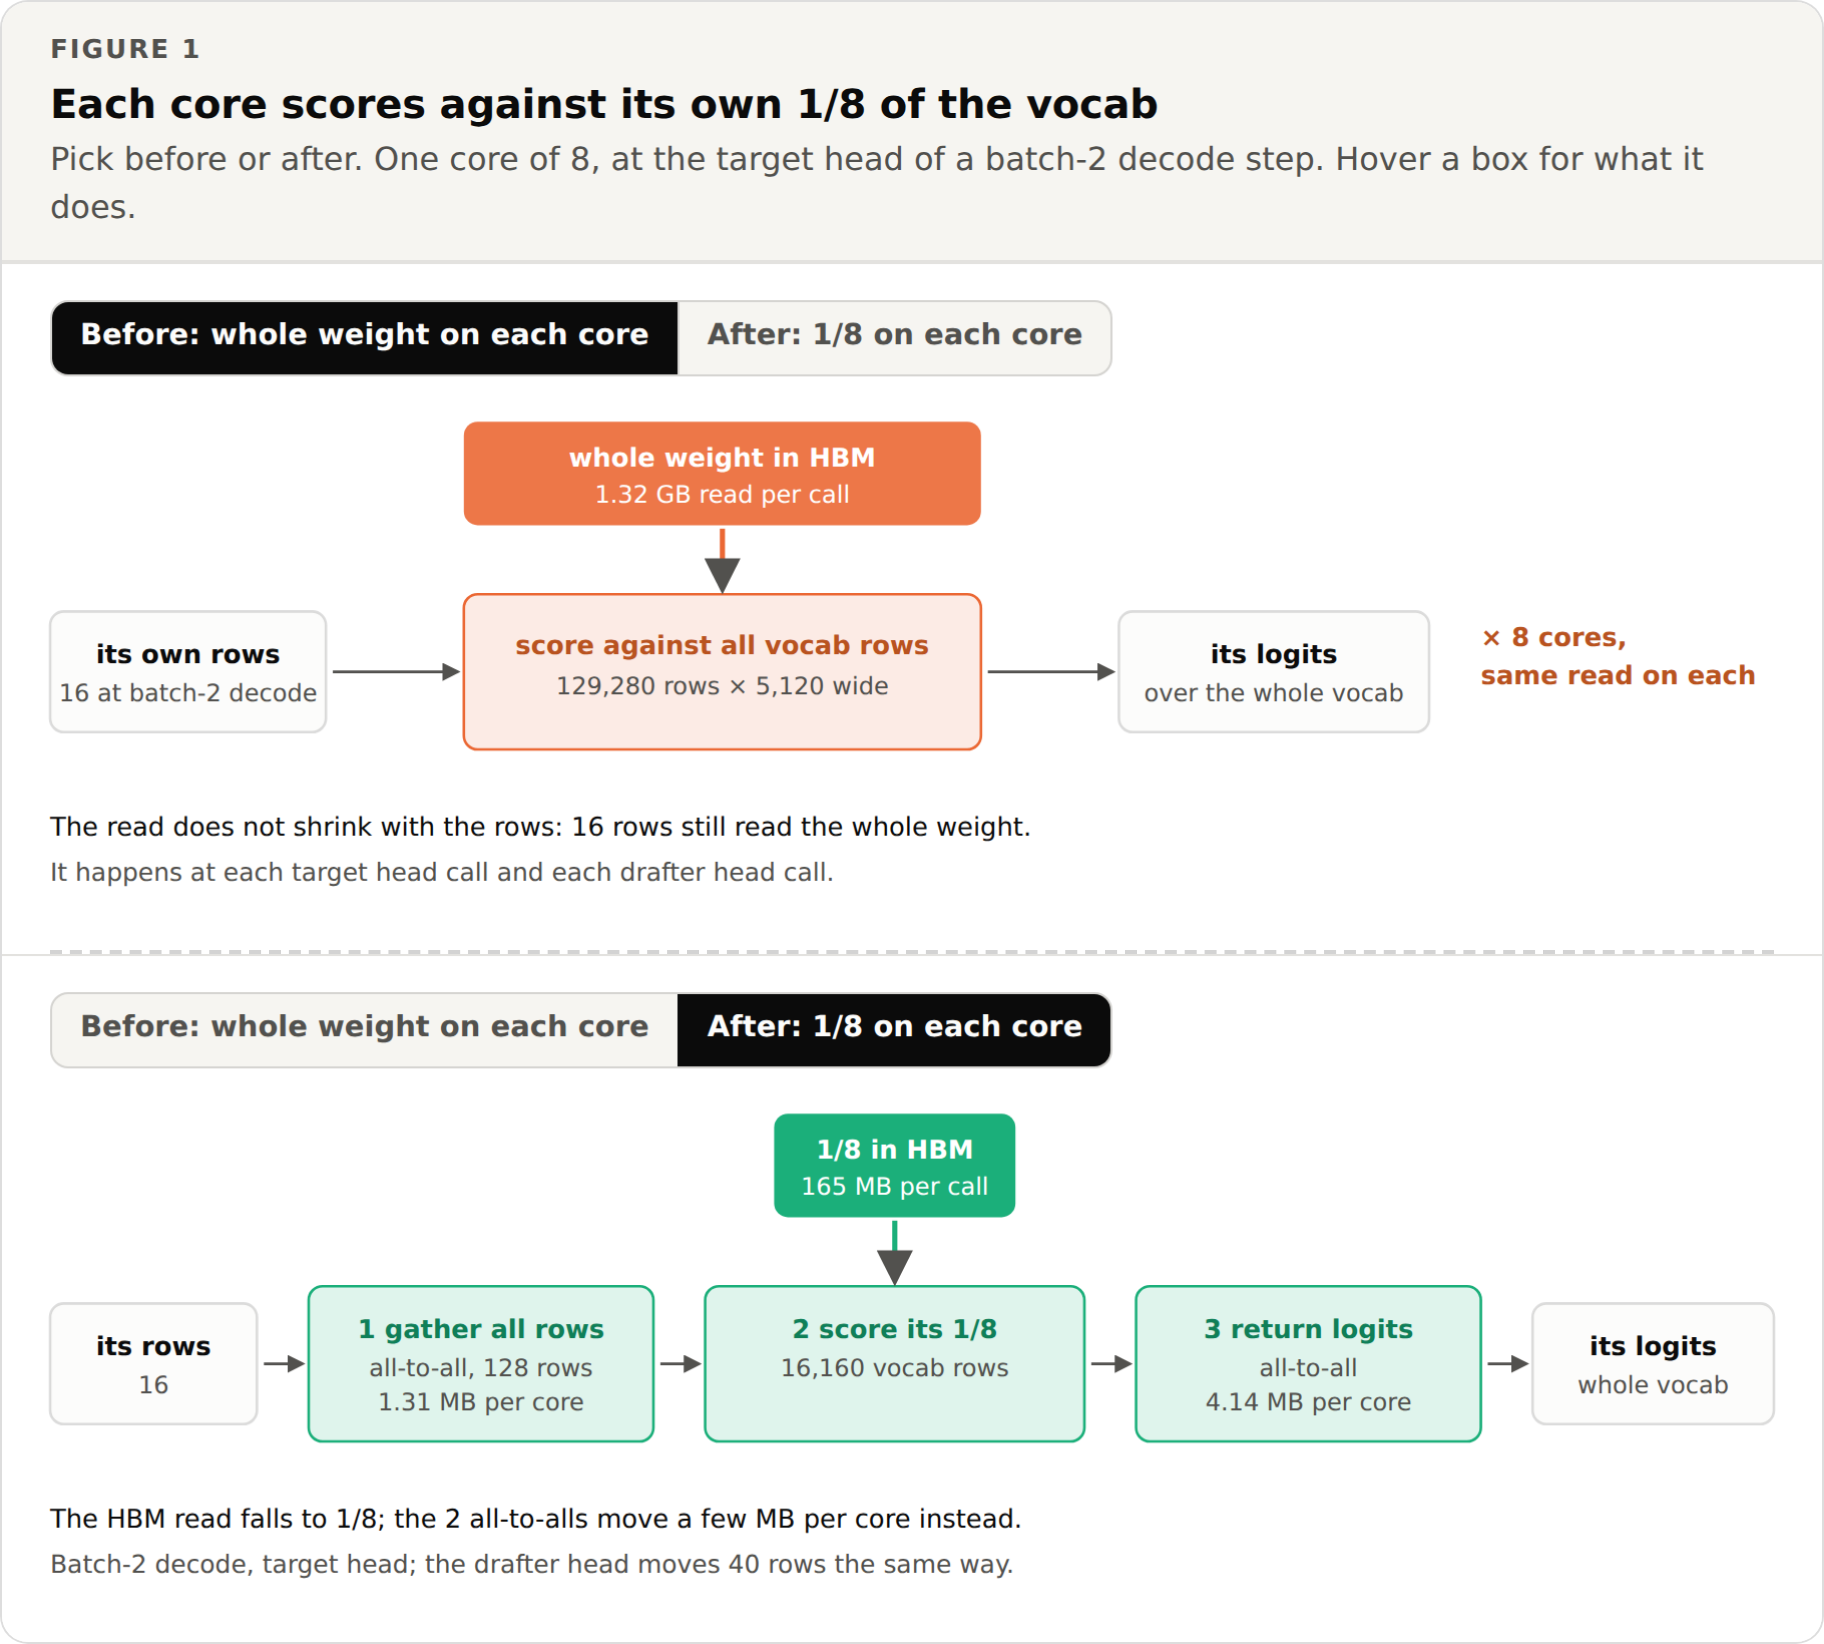 FIGURE 1
Each core scores against its own 1/8 of the vocab
Pick before or after. One core of 8, at the target head of a batch-2 decode step. Hover a box for what it
does.
Before: whole weight on each core
After: 1/8 on each core
whole weight in HBM
1.32 GB read per call
its own rows
16 at batch-2 decode
score against all vocab rows
129,280 rows × 5,120 wide
its logits
over the whole vocab
× 8 cores,
same read on each
The read does not shrink with the rows: 16 rows still read the whole weight.
It happens at each target head call and each drafter head call.
Before: whole weight on each core
After: 1/8 on each core
1/8 in HBM
165 MB per call
its rows
16
1 gather all rows
all-to-all, 128 rows
1.31 MB per core
2 score its 1/8
16,160 vocab rows
3 return logits
all-to-all
4.14 MB per core
its logits
whole vocab
The HBM read falls to 1/8; the 2 all-to-alls move a few MB per core instead.
Batch-2 decode, target head; the drafter head moves 40 rows the same way.